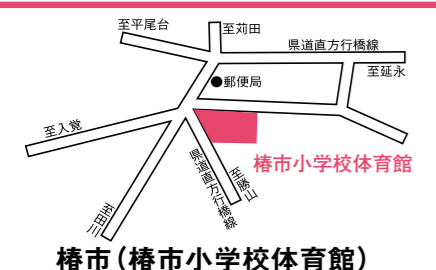 至平尾台
至苅田
県道直方行橋線
至延永
●郵便局
至入覚
椿市小学校体育館
県道直方行橋線
至勝山
至田川
椿市(椿市小学校体育館)